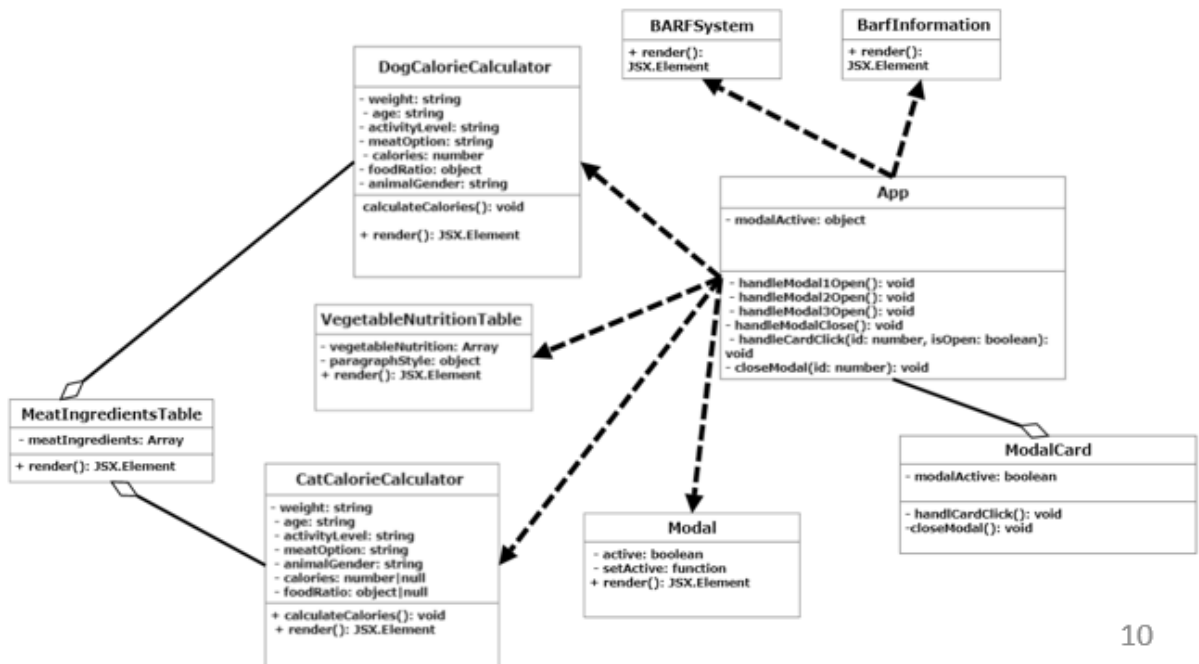 BARFSystem
+ render():
JSX.Element
BarfInformation
+ render():
JSX.Element
DogCalorieCalculator
- weight: string
- age: string
- activityLevel: string
- meatOption: string
- calories: number
- foodRatio: object
- animalGender: string
calculateCalories(): void
+ render(): JSX.Element
App
- modalActive: object
- handleModal1Open(): void
- handleModal2Open(): void
- handleModal3Open(): void
- handleModalClose(): void
- handleCardClick(id: number, isOpen: boolean):
void
- closeModal(id: number): void
VegetableNutritionTable
- vegetableNutrition: Array
- paragraphStyle: object
+ render(): JSX.Element
MeatIngredientsTable
- meatIngredients: Array
+ render(): JSX.Element
ModalCard
- modalActive: boolean
- handlCardClick(): void
-closeModal(): void
CatCalorieCalculator
- weight: string
- age: string
- activityLevel: string
- meatOption: string
- animalGender: string
- calories: number|null
- foodRatio: object|null
+ calculateCalories(): void
+ render(): JSX.Element
Modal
- active: boolean
- setActive: function
+ render(): JSX.Element
10